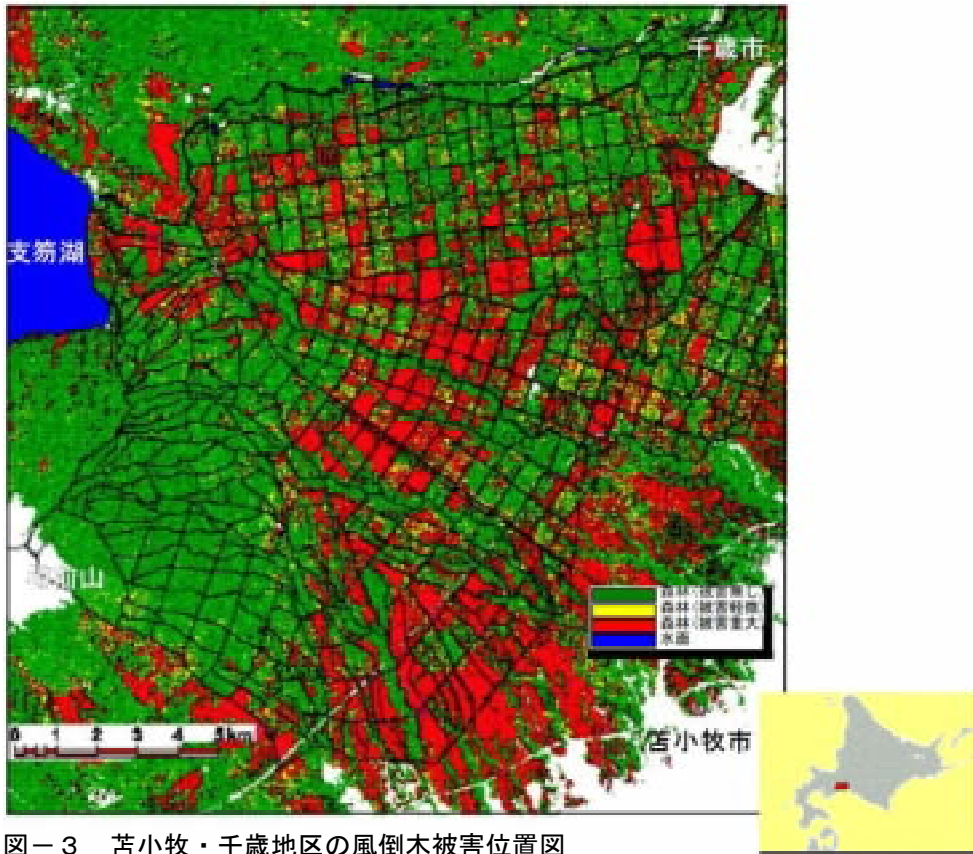 千歳市
支笏湖
森林(被害無し)
森林(被害軽微)
森林(被害重大)
水面
0 1 2 3 4 5km
苫小牧市
図－3 苫小牧・千歳地区の風倒木被害位置図